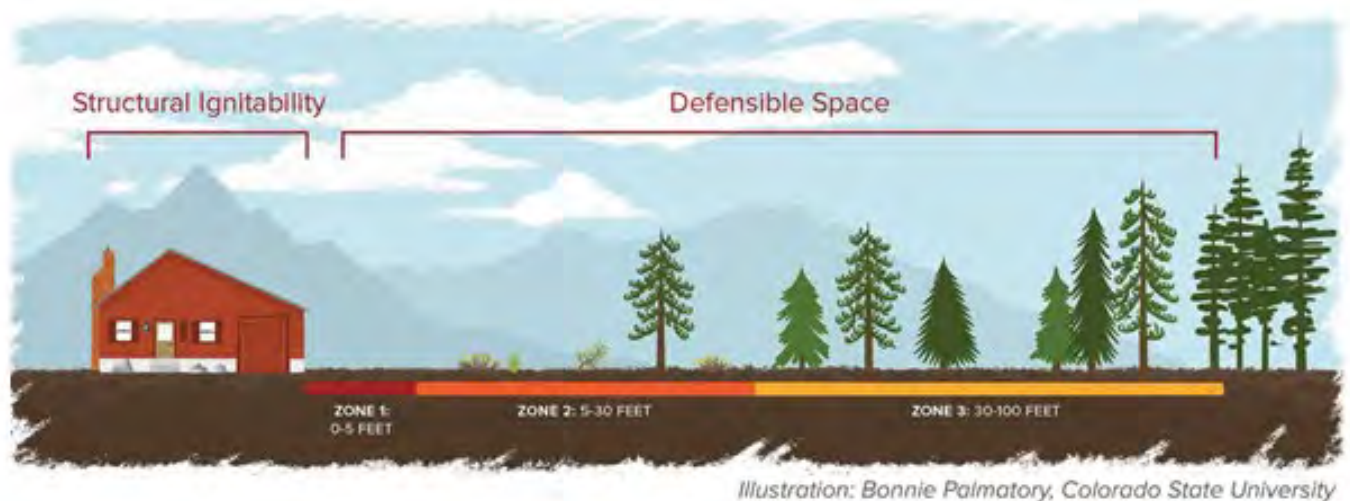 Structural Ignitability
Defensible Space
ZONE 1:
0-5 FEET
ZONE 2: 5-30 FEET
ZONE 3: 30-100 FEET
Illustration: Bonnie Palmatory, Colorado State University